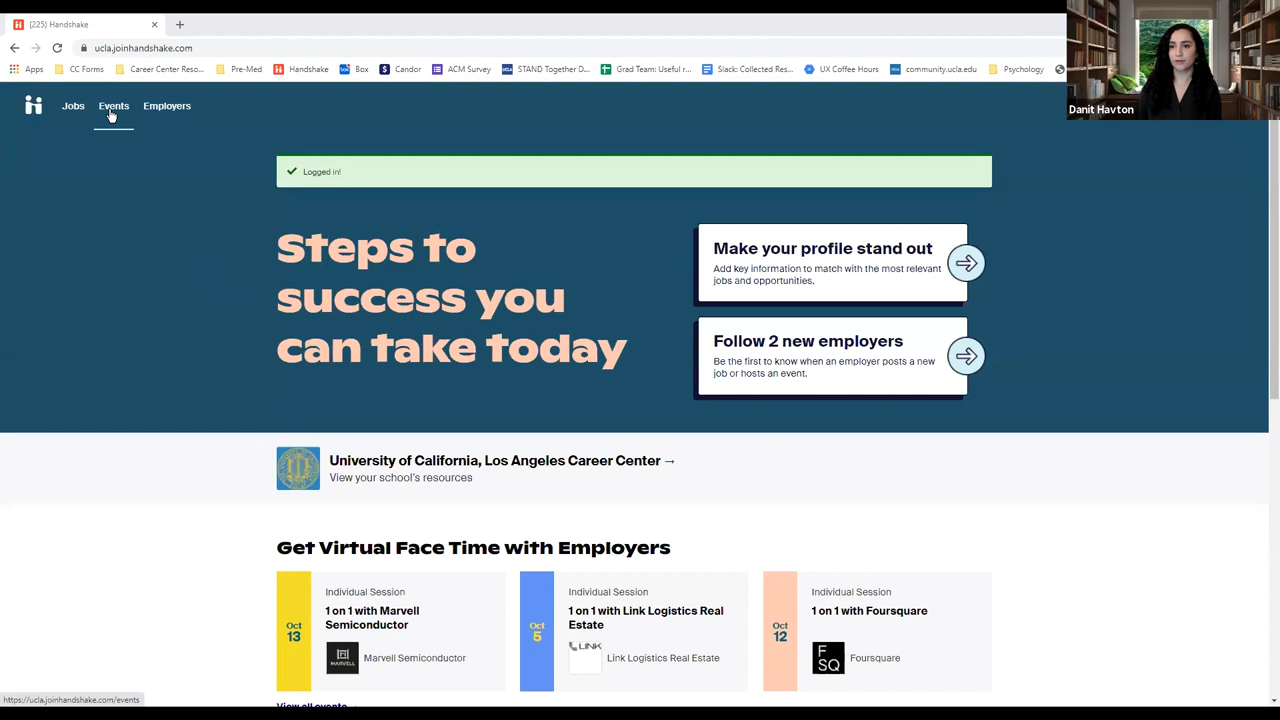 (225) Handshake
ucla.joinhandshake.com
Apps CC Forms Career Center Reso... Pre-Med Handshake Box Candor ACM Survey STAND Together D... Grad Team: Useful r... Slack: Collected Res... UX Coffee Hours community.ucla.edu Psychology
Danit Havton
Jobs Events Employers
Logged in!
Steps to
success you
can take today
Make your profile stand out
Add key information to match with the most relevant
jobs and opportunities.
Follow 2 new employers
Be the first to know when an employer posts a new
job or hosts an event.
University of California, Los Angeles Career Center →
View your school's resources
Get Virtual Face Time with Employers
Oct
13
Individual Session
1 on 1 with Marvell
Semiconductor
MARVELL
Marvell Semiconductor
Oct
5
Individual Session
1 on 1 with Link Logistics Real
Estate
LINK
Link Logistics Real Estate
Oct
12
Individual Session
1 on 1 with Foursquare
F
SQ
Foursquare
View all events
https://ucla.joinhandshake.com/events